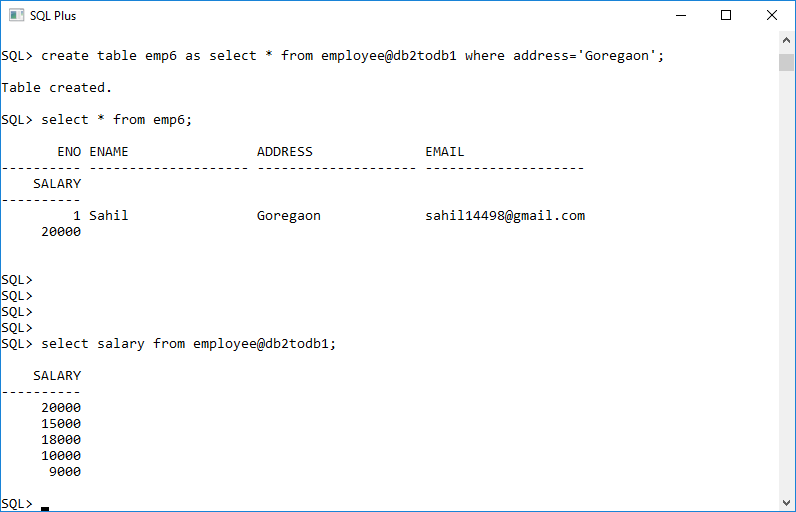 SQL Plus
SQL> create table emp6 as select * from employee@db2todb1 where address='Goregaon';
Table created.
SQL> select * from emp6;
       ENO ENAME                ADDRESS              EMAIL
---------- -------------------- -------------------- --------------------
    SALARY
----------
         1 Sahil                Goregaon             sahil14498@gmail.com
     20000
SQL>
SQL>
SQL>
SQL>
SQL> select salary from employee@db2todb1;
    SALARY
----------
     20000
     15000
     18000
     10000
      9000
SQL>